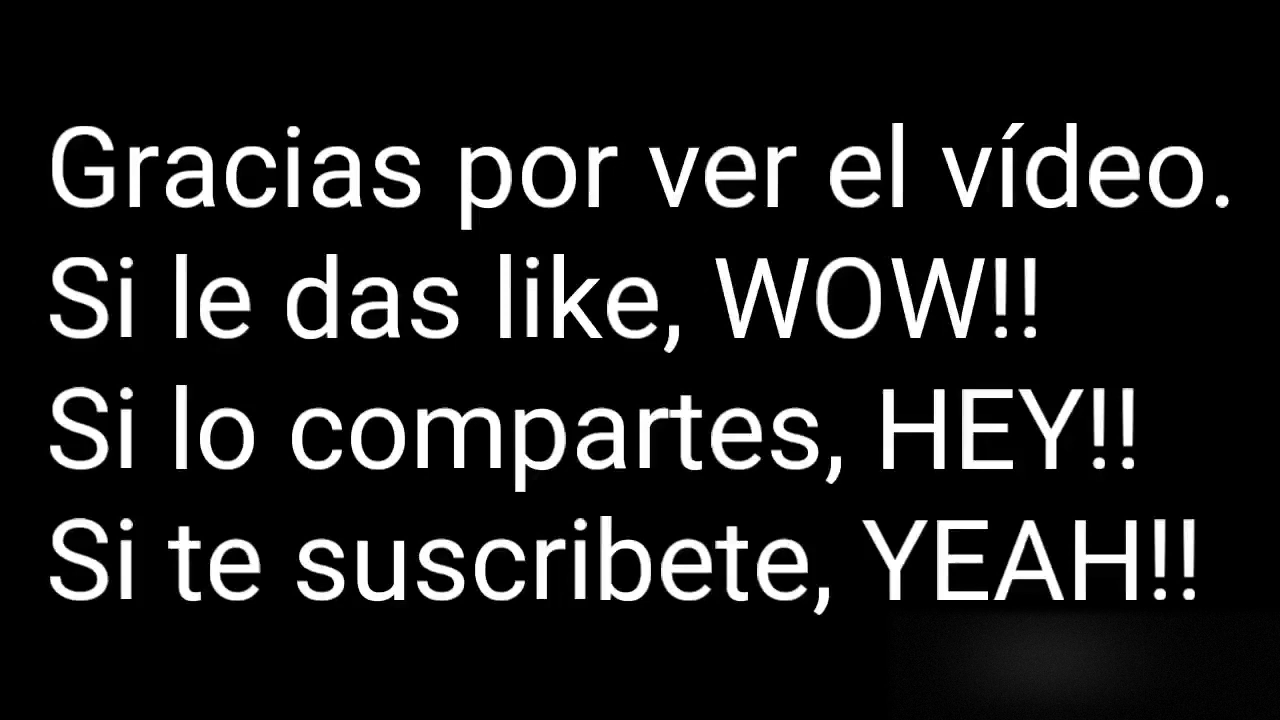 Gracias por ver el vídeo.
Si le das like, WOW!!
Si lo compartes, HEY!!
Si te suscribete, YEAH!!